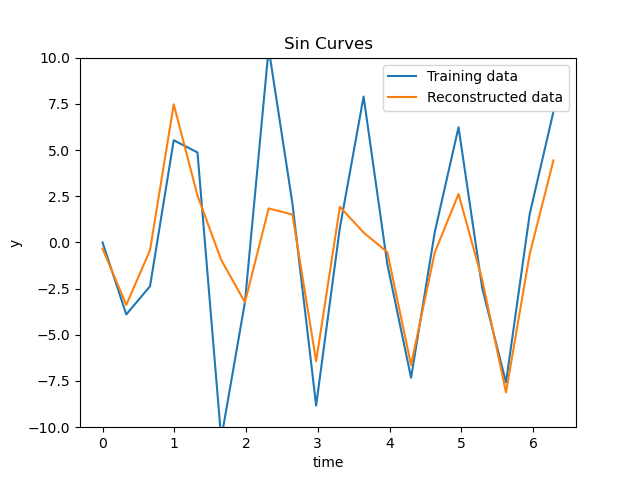 Sin Curves
Training data
Reconstructed data
10.0
7.5
5.0
2.5
0.0
−2.5
−5.0
−7.5
−10.0
y
0 1 2 3 4 5 6
time